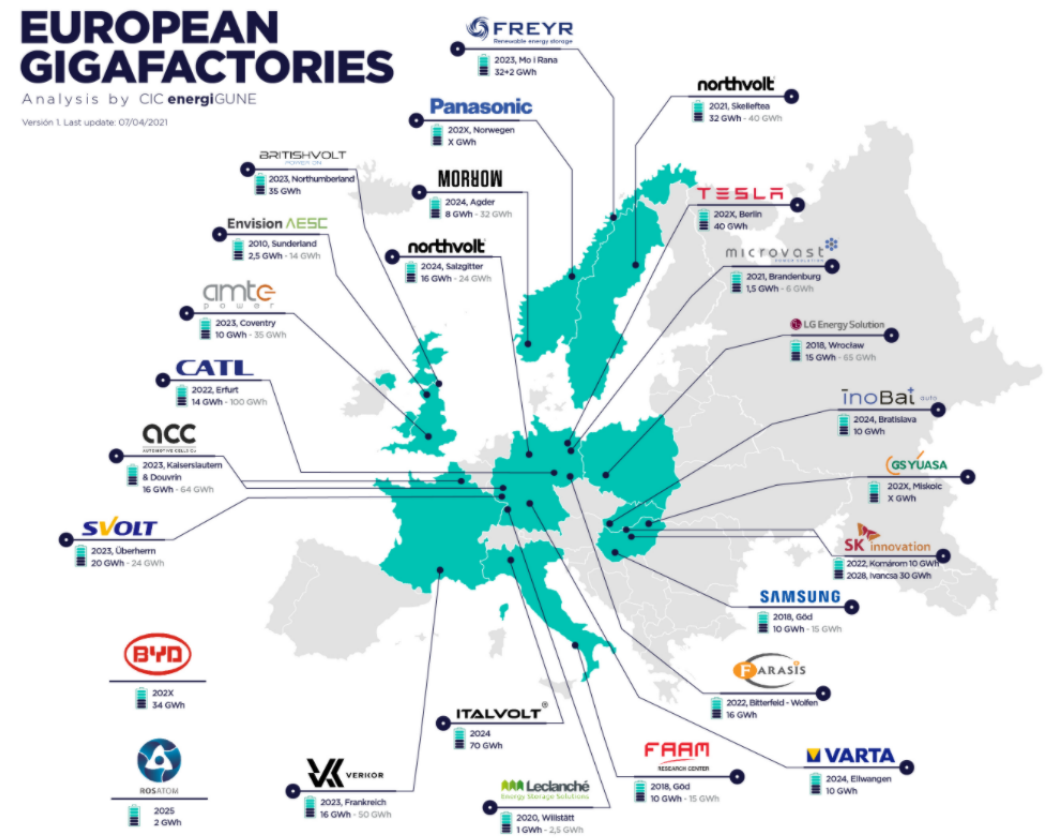 EUROPEAN
GIGAFACTORIES
Analysis by CIC energiGUNE
Versión 1. Last update: 07/04/2021
FREYR
Renewable energy storage
2023, Mo i Rana
32+2 GWh
northvolt
2021, Skelleftea
32 GWh - 40 GWh
Panasonic
202X, Norwegen
X GWh
BRITISHVOLT
2023, Northumberland
35 GWh
MORROW
2024, Agder
8 GWh - 32 GWh
TESLA
202X, Berlin
40 GWh
Envision AESC
2010, Sunderland
2,5 GWh - 14 GWh
northvolt
2024, Salzgitter
16 GWh - 24 GWh
microvast
POWER SOLUTION
2021, Brandenburg
1,5 GWh - 6 GWh
amte
power
2023, Coventry
10 GWh - 35 GWh
LG Energy Solution
2018, Wrocław
15 GWh - 65 GWh
CATL
2022, Erfurt
14 GWh - 100 GWh
inoBat auto
2024, Bratislava
10 GWh
acc
AUTOMOTIVE CELLS Co
2023, Kaiserslautern
& Douvrin
16 GWh - 64 GWh
GS YUASA
202X, Miskolc
X GWh
SVOLT
2023, Überherrn
20 GWh - 24 GWh
SK innovation
2022, Komárom 10 GWh
2028, Ivancsa 30 GWh
SAMSUNG
2018, Göd
10 GWh - 15 GWh
BYD
202X
34 GWh
FARASIS
2022, Bitterfeld - Wolfen
16 GWh
ITALVOLT®
2024
70 GWh
ROSATOM
2025
2 GWh
VERKOR
2023, Frankreich
16 GWh - 50 GWh
Leclanché
Energy Storage Solutions
2020, Willstätt
1 GWh - 2,5 GWh
FAAM
RESEARCH CENTER
2018, Göd
10 GWh - 15 GWh
VARTA
2024, Ellwangen
10 GWh